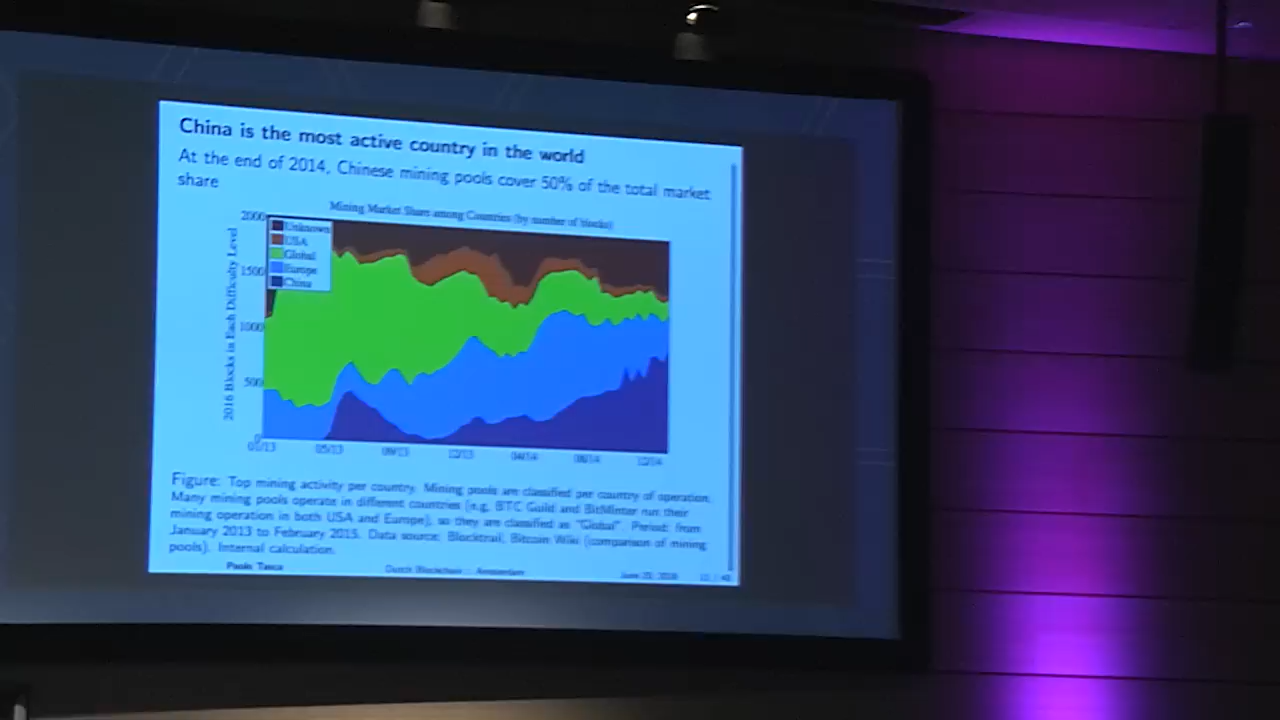 China is the most active country in the world
At the end of 2014, Chinese mining pools cover 50% of the total market
share
Mining Market Share among Countries (by number of blocks)
2016 Blocks in Each Difficulty Level
2000
1500
1000
500
0
Unknown
USA
Global
Europe
China
01/13
05/13
09/13
12/13
04/14
08/14
12/14
Figure: Top mining activity per country. Mining pools are classified per country of operation.
Many mining pools operate in different countries (e.g, BTC Guild and BitMinter run their
mining operation in both USA and Europe), so they are classified as "Global". Period: from
January 2013 to February 2015. Data source: Blocktrail, Bitcoin Wiki (comparison of mining
pools). Internal calculation.
Paolo Tasca
Dutch Blockchain Amsterdam
June